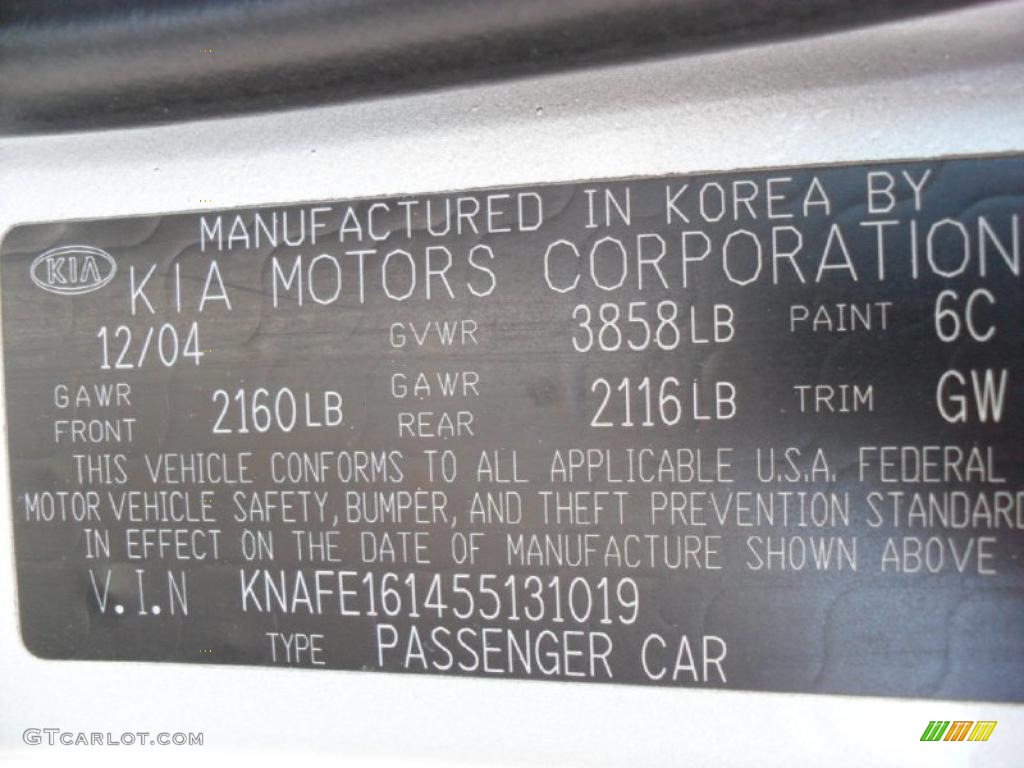 MANUFACTURED IN KOREA BY
KIA KIA MOTORS CORPORATION
12/04 GVWR 3858LB PAINT 6C
GAWR FRONT 2160LB GAWR REAR 2116LB TRIM GW
THIS VEHICLE CONFORMS TO ALL APPLICABLE U.S.A. FEDERAL
MOTOR VEHICLE SAFETY, BUMPER, AND THEFT PREVENTION STANDARD
IN EFFECT ON THE DATE OF MANUFACTURE SHOWN ABOVE
V.I.N KNAFE161455131019
TYPE PASSENGER CAR
GTCARLOT.COM